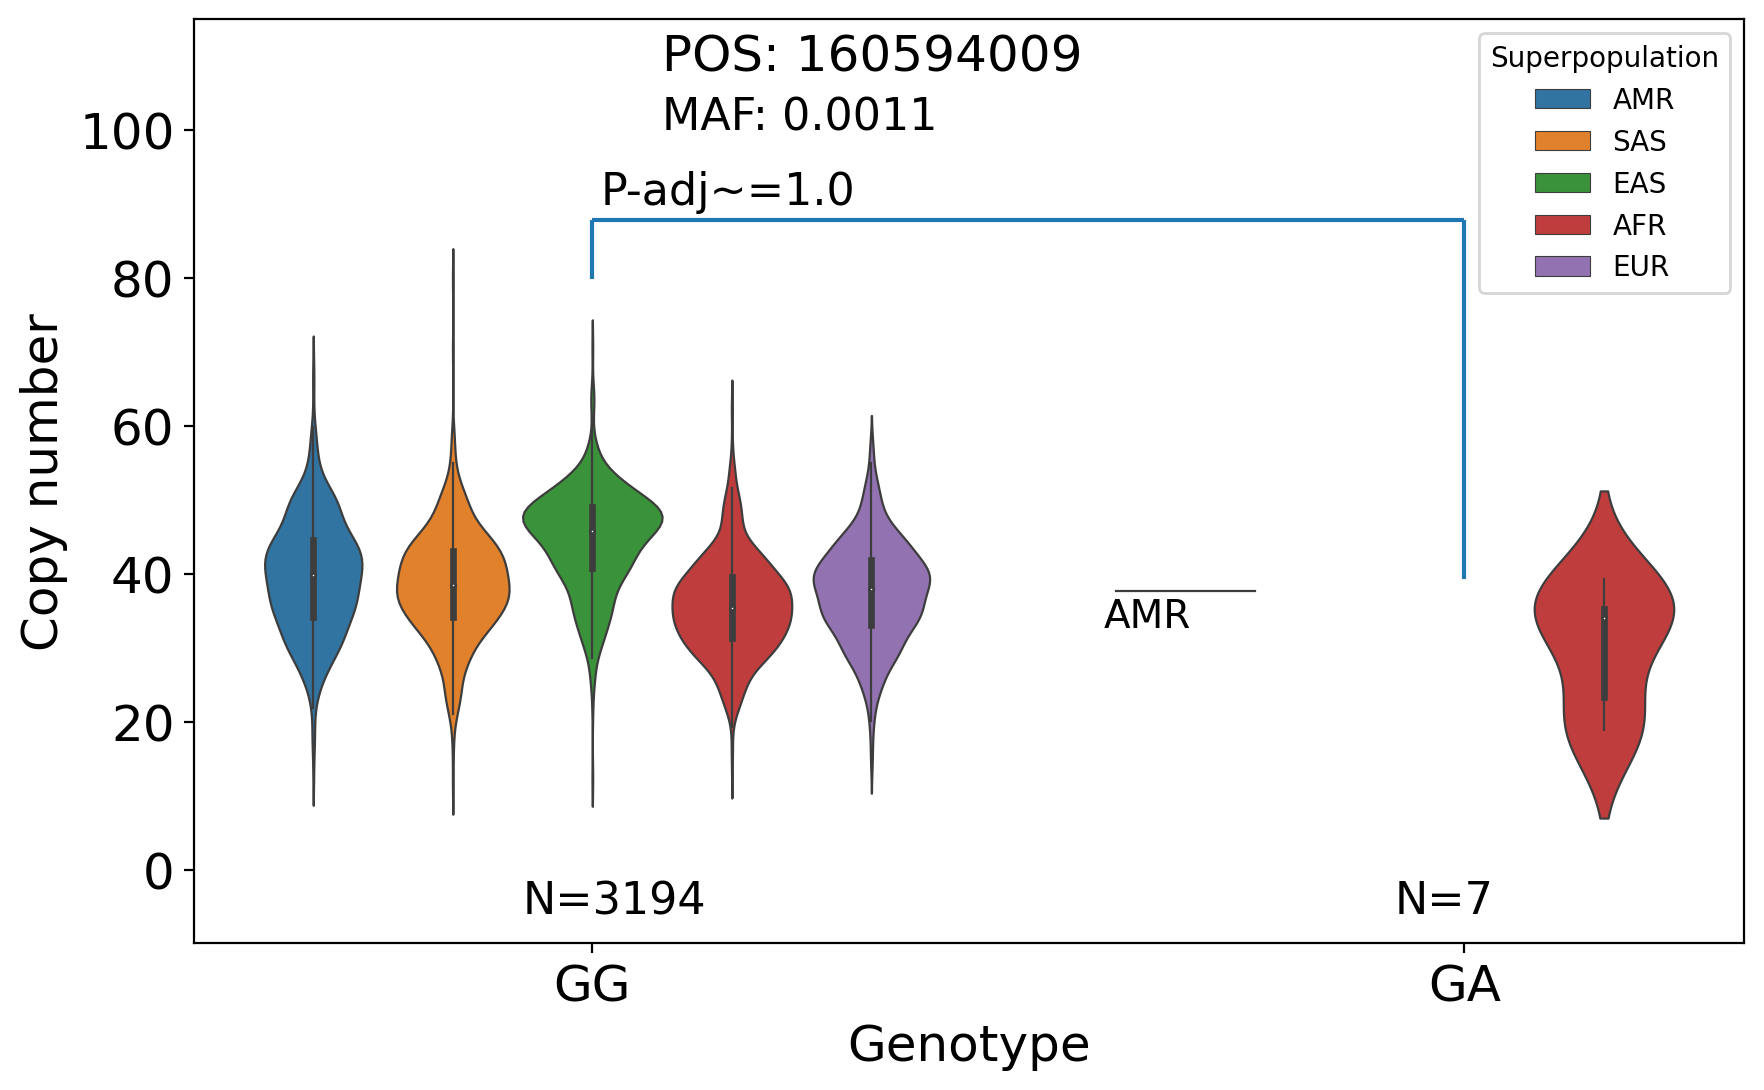 POS: 160594009
MAF: 0.0011
P-adj~=1.0
Superpopulation
AMR
SAS
EAS
AFR
EUR
Copy number
100
80
60
40
20
0
AMR
N=3194
N=7
GG
GA
Genotype